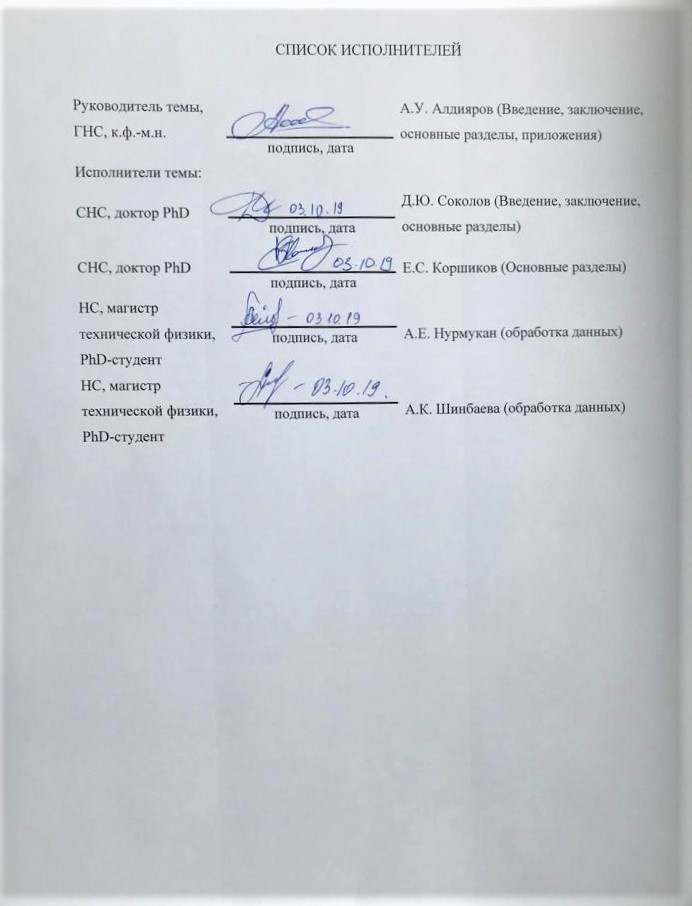 СПИСОК ИСПОЛНИТЕЛЕЙ
Руководитель темы,
ГНС, к.ф.-м.н.
подпись, дата
А.У. Алдияров (Введение, заключение,
основные разделы, приложения)
Исполнители темы:
СНС, доктор PhD
03.10.19
подпись, дата
Д.Ю. Соколов (Введение, заключение,
основные разделы)
СНС, доктор PhD
03.10.19
подпись, дата
Е.С. Коршиков (Основные разделы)
НС, магистр
технической физики,
PhD-студент
– 03.10.19
подпись, дата
А.Е. Нурмукан (обработка данных)
НС, магистр
технической физики,
PhD-студент
– 03.10.19.
подпись, дата
А.К. Шинбаева (обработка данных)